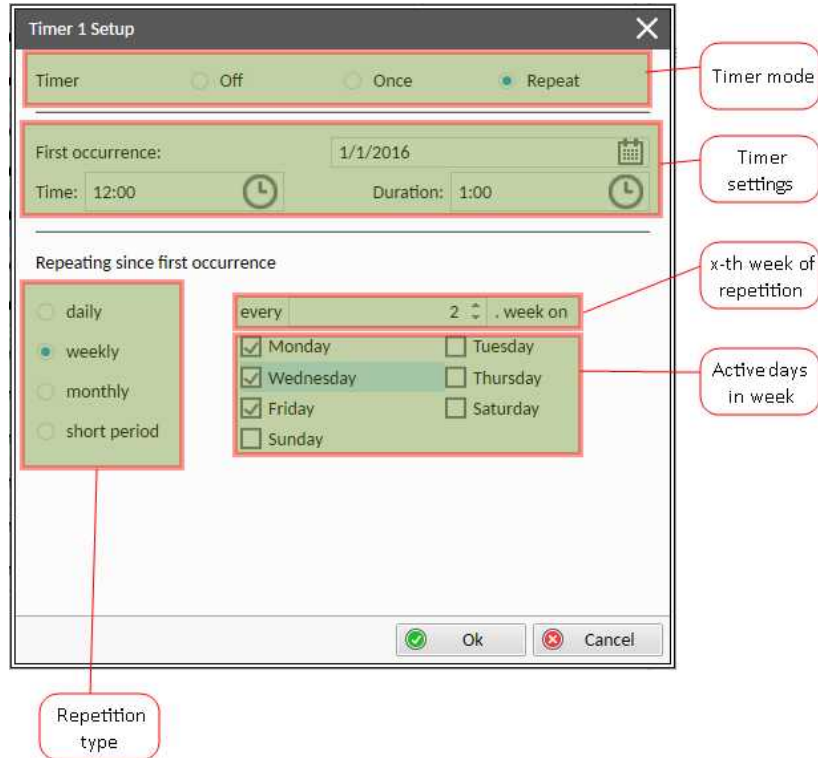 Timer 1 Setup
Timer Off Once Repeat
Timer mode
First occurrence: 1/1/2016
Time: 12:00 Duration: 1:00
Timer
settings
Repeating since first occurrence
x-th week of
repetition
daily
weekly
monthly
short period
every 2 . week on
Monday Tuesday
Wednesday Thursday
Friday Saturday
Sunday
Active days
in week
Ok Cancel
Repetition
type